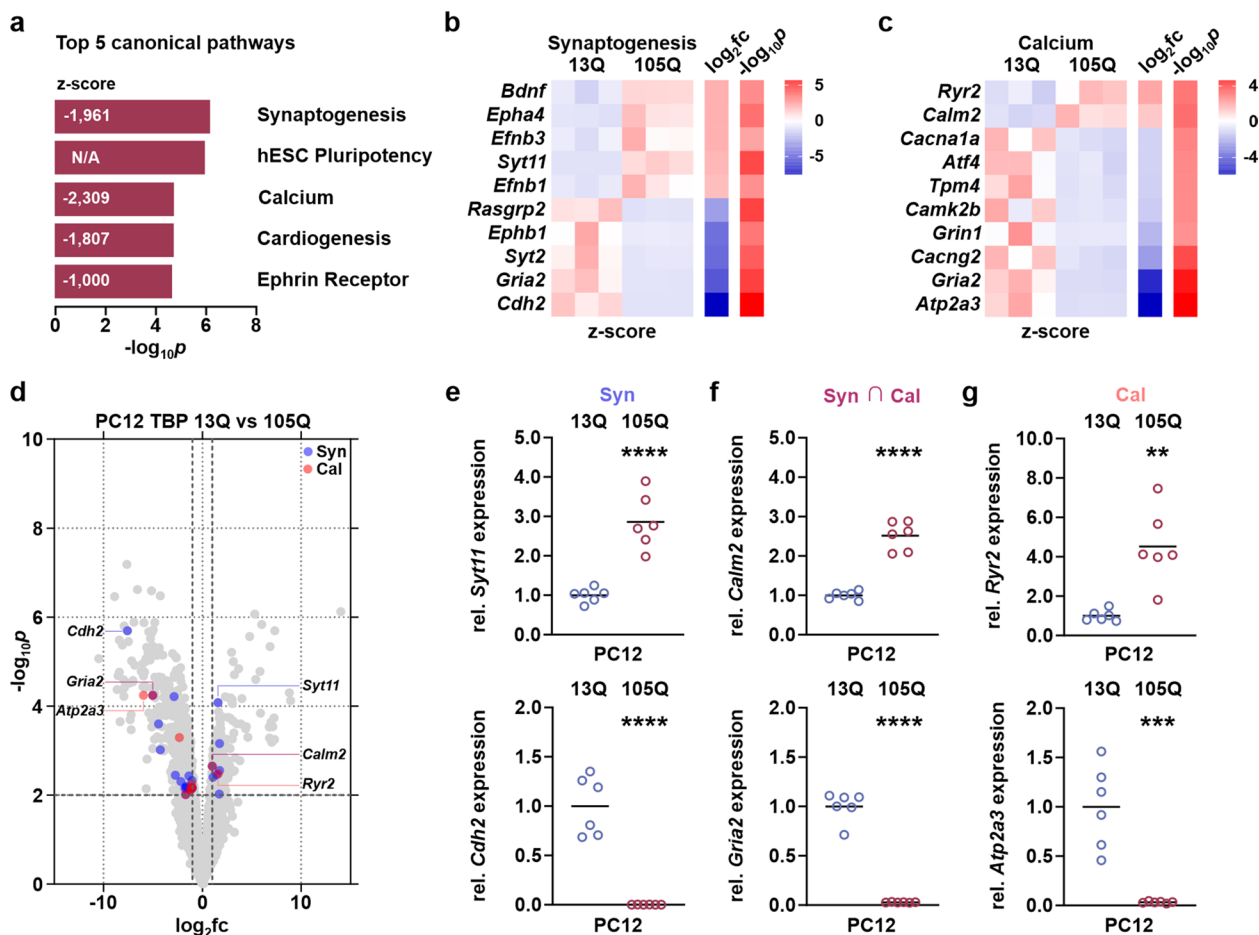 a
Top 5 canonical pathways
z-score
-1,961 Synaptogenesis
N/A hESC Pluripotency
-2,309 Calcium
-1,807 Cardiogenesis
-1,000 Ephrin Receptor
0 2 4 6 8
-log10p
b
Synaptogenesis
13Q 105Q log2fc -log10p
Bdnf
Epha4
Efnb3
Syt11
Efnb1
Rasgrp2
Ephb1
Syt2
Gria2
Cdh2
z-score
5
0
-5
c
Calcium
13Q 105Q log2fc -log10p
Ryr2
Calm2
Cacna1a
Atf4
Tpm4
Camk2b
Grin1
Cacng2
Gria2
Atp2a3
z-score
4
0
-4
d
PC12 TBP 13Q vs 105Q
10
8
6
4
2
0
-log10p
Syn
Cal
Cdh2
Gria2
Atp2a3
Syt11
Calm2
Ryr2
-10 0 10
log2fc
e
Syn
13Q 105Q
5.0
4.0
3.0
2.0
1.0
0.0
rel. Syt11 expression
****
PC12
13Q 105Q
1.5
1.0
0.5
0.0
rel. Cdh2 expression
****
PC12
f
Syn ∩ Cal
13Q 105Q
5.0
4.0
3.0
2.0
1.0
0.0
rel. Calm2 expression
****
PC12
13Q 105Q
1.5
1.0
0.5
0.0
rel. Gria2 expression
****
PC12
g
Cal
13Q 105Q
10.0
8.0
6.0
4.0
2.0
0.0
rel. Ryr2 expression
**
PC12
13Q 105Q
2.0
1.5
1.0
0.5
0.0
rel. Atp2a3 expression
***
PC12